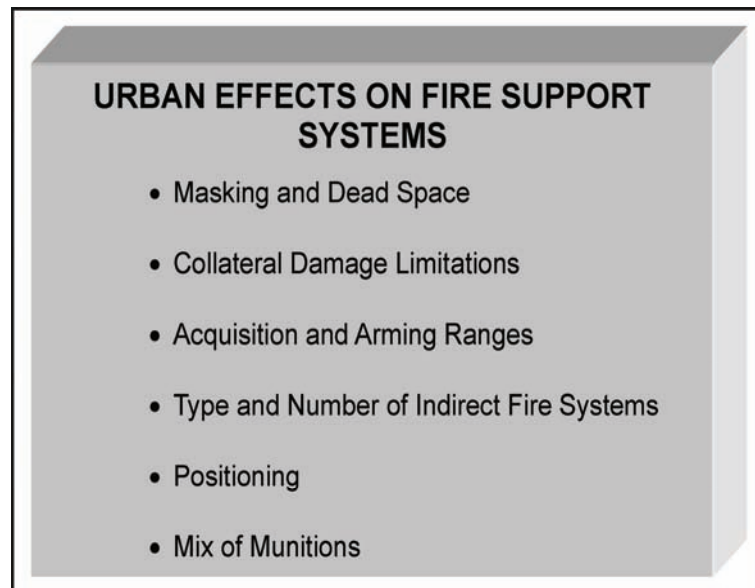 URBAN EFFECTS ON FIRE SUPPORT
SYSTEMS
• Masking and Dead Space
• Collateral Damage Limitations
• Acquisition and Arming Ranges
• Type and Number of Indirect Fire Systems
• Positioning
• Mix of Munitions